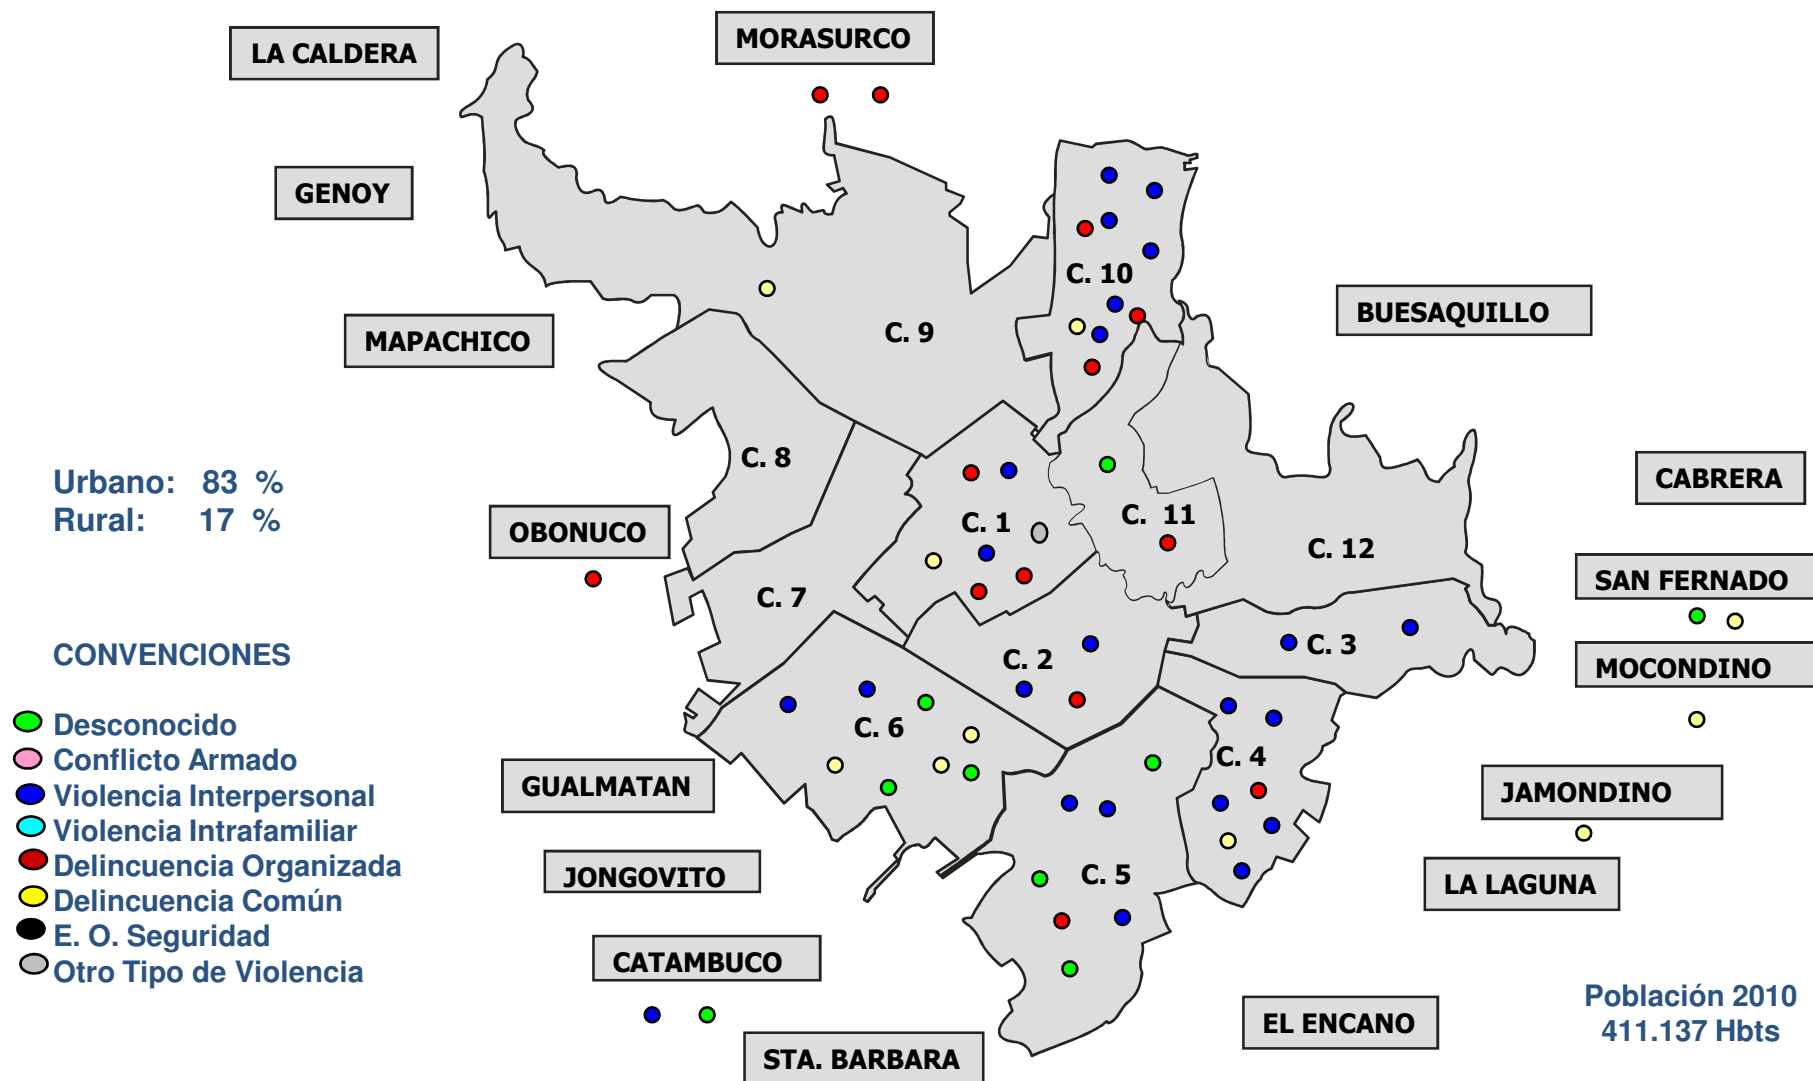 MORASURCO
LA CALDERA
GENOY
C. 10
BUESAQUILLO
MAPACHICO
C. 9
C. 8
Urbano: 83 %
Rural: 17 %
CABRERA
OBONUCO
C. 1
C. 11
C. 12
SAN FERNADO
C. 7
CONVENCIONES
C. 2
C. 3
MOCONDINO
Desconocido
Conflicto Armado
Violencia Interpersonal
Violencia Intrafamiliar
Delincuencia Organizada
Delincuencia Común
E. O. Seguridad
Otro Tipo de Violencia
C. 6
C. 4
GUALMATAN
JAMONDINO
JONGOVITO
C. 5
LA LAGUNA
CATAMBUCO
EL ENCANO
STA. BARBARA
Población 2010
411.137 Hbts